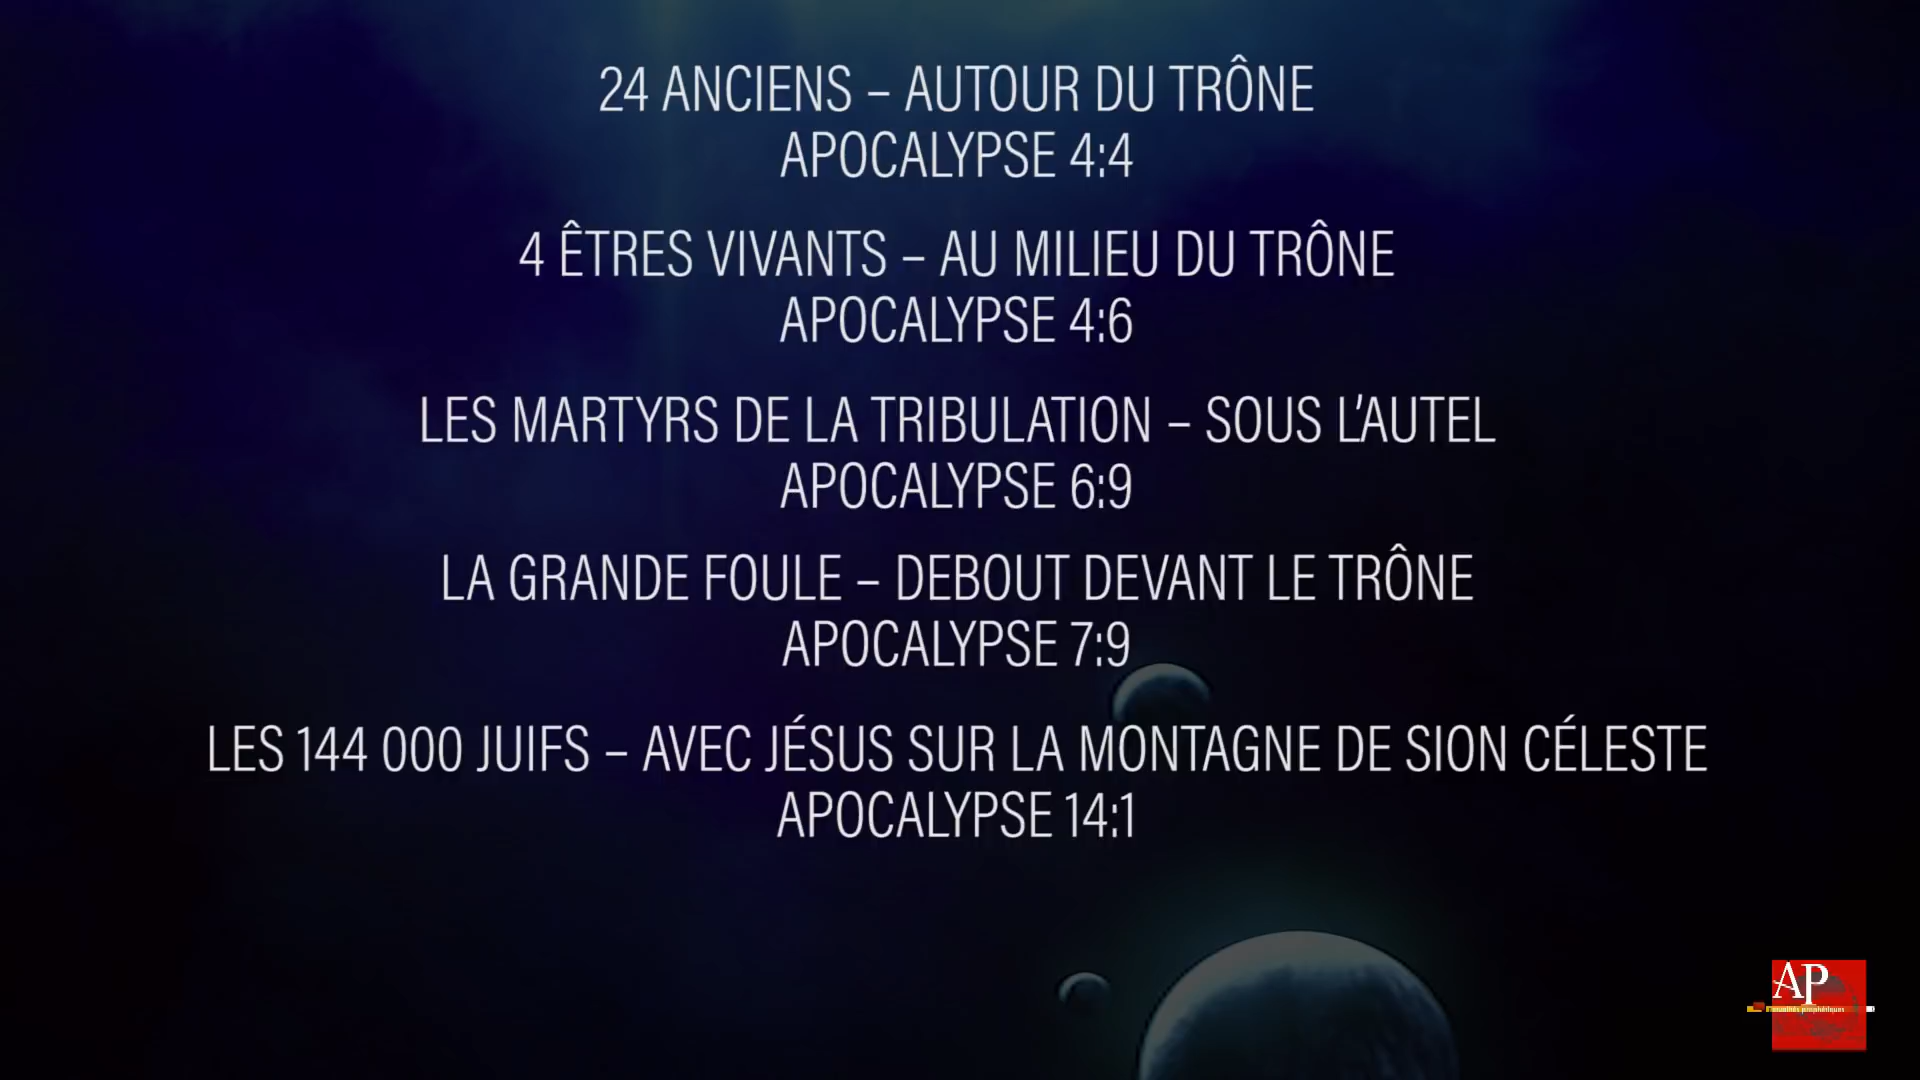 24 ANCIENS – AUTOUR DU TRÔNE
APOCALYPSE 4:4
4 ÊTRES VIVANTS – AU MILIEU DU TRÔNE
APOCALYPSE 4:6
LES MARTYRS DE LA TRIBULATION – SOUS L’AUTEL
APOCALYPSE 6:9
LA GRANDE FOULE – DEBOUT DEVANT LE TRÔNE
APOCALYPSE 7:9
LES 144 000 JUIFS – AVEC JÉSUS SUR LA MONTAGNE DE SION CÉLESTE
APOCALYPSE 14:1
AP